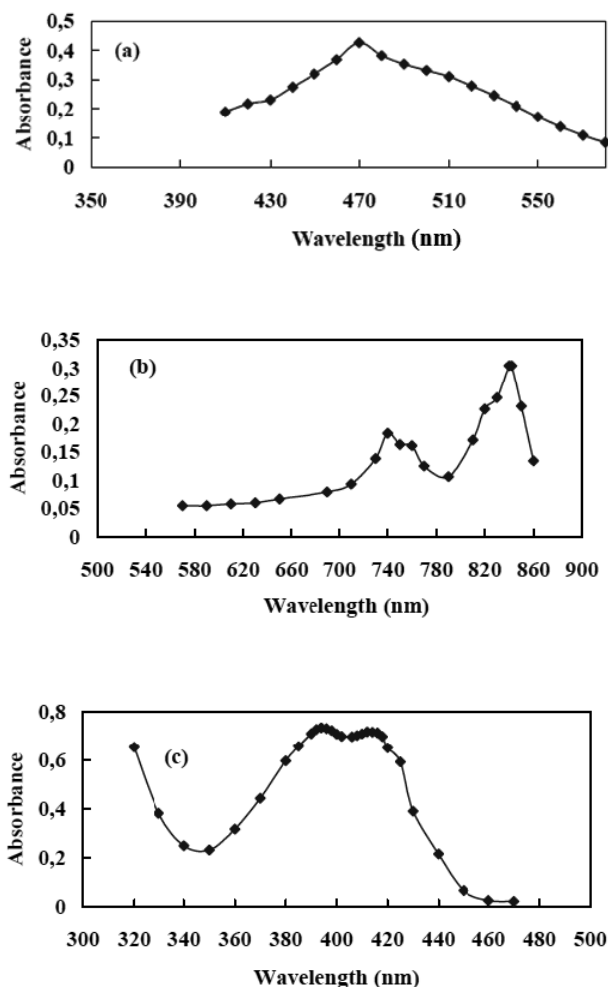 0,5
(a)
0,4
0,3
0,2
0,1
0
Absorbance
350 390 430 470 510 550
Wavelength (nm)
0,35
(b)
0,3
0,25
0,2
0,15
0,1
0,05
0
Absorbance
500 540 580 620 660 700 740 780 820 860 900
Wavelength (nm)
0,8
0,6
(c)
0,4
0,2
0
Absorbance
300 320 340 360 380 400 420 440 460 480 500
Wavelength (nm)